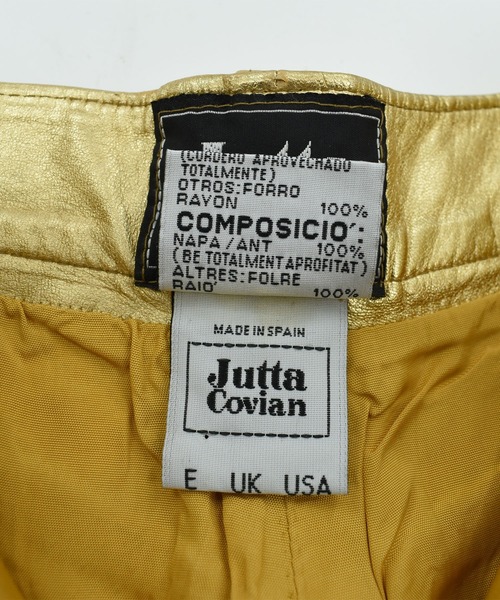 (CORDERO APROVECHADO
TOTALMENTE)
OTROS:FORRO
RAYON 100%
COMPOSICIO´:
NAPA/ANT 100%
(BE TOTALMENT APROFITAT)
ALTRES:FOLRE
RAIO´ 100%
MADE IN SPAIN
Jutta
Covian
E UK USA